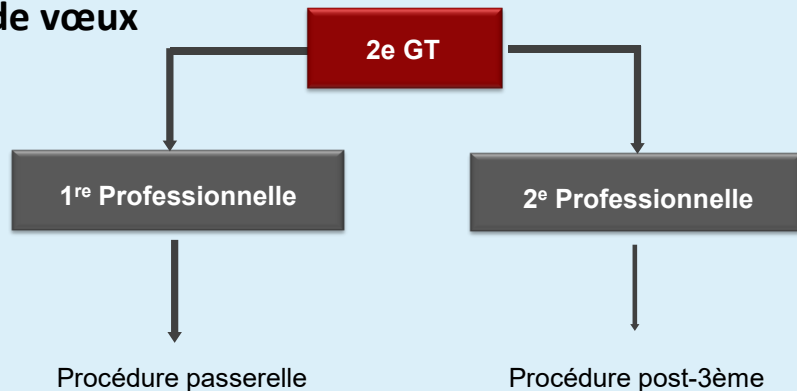 de vœux
2e GT
1re Professionnelle
2e Professionnelle
Procédure passerelle
Procédure post-3ème